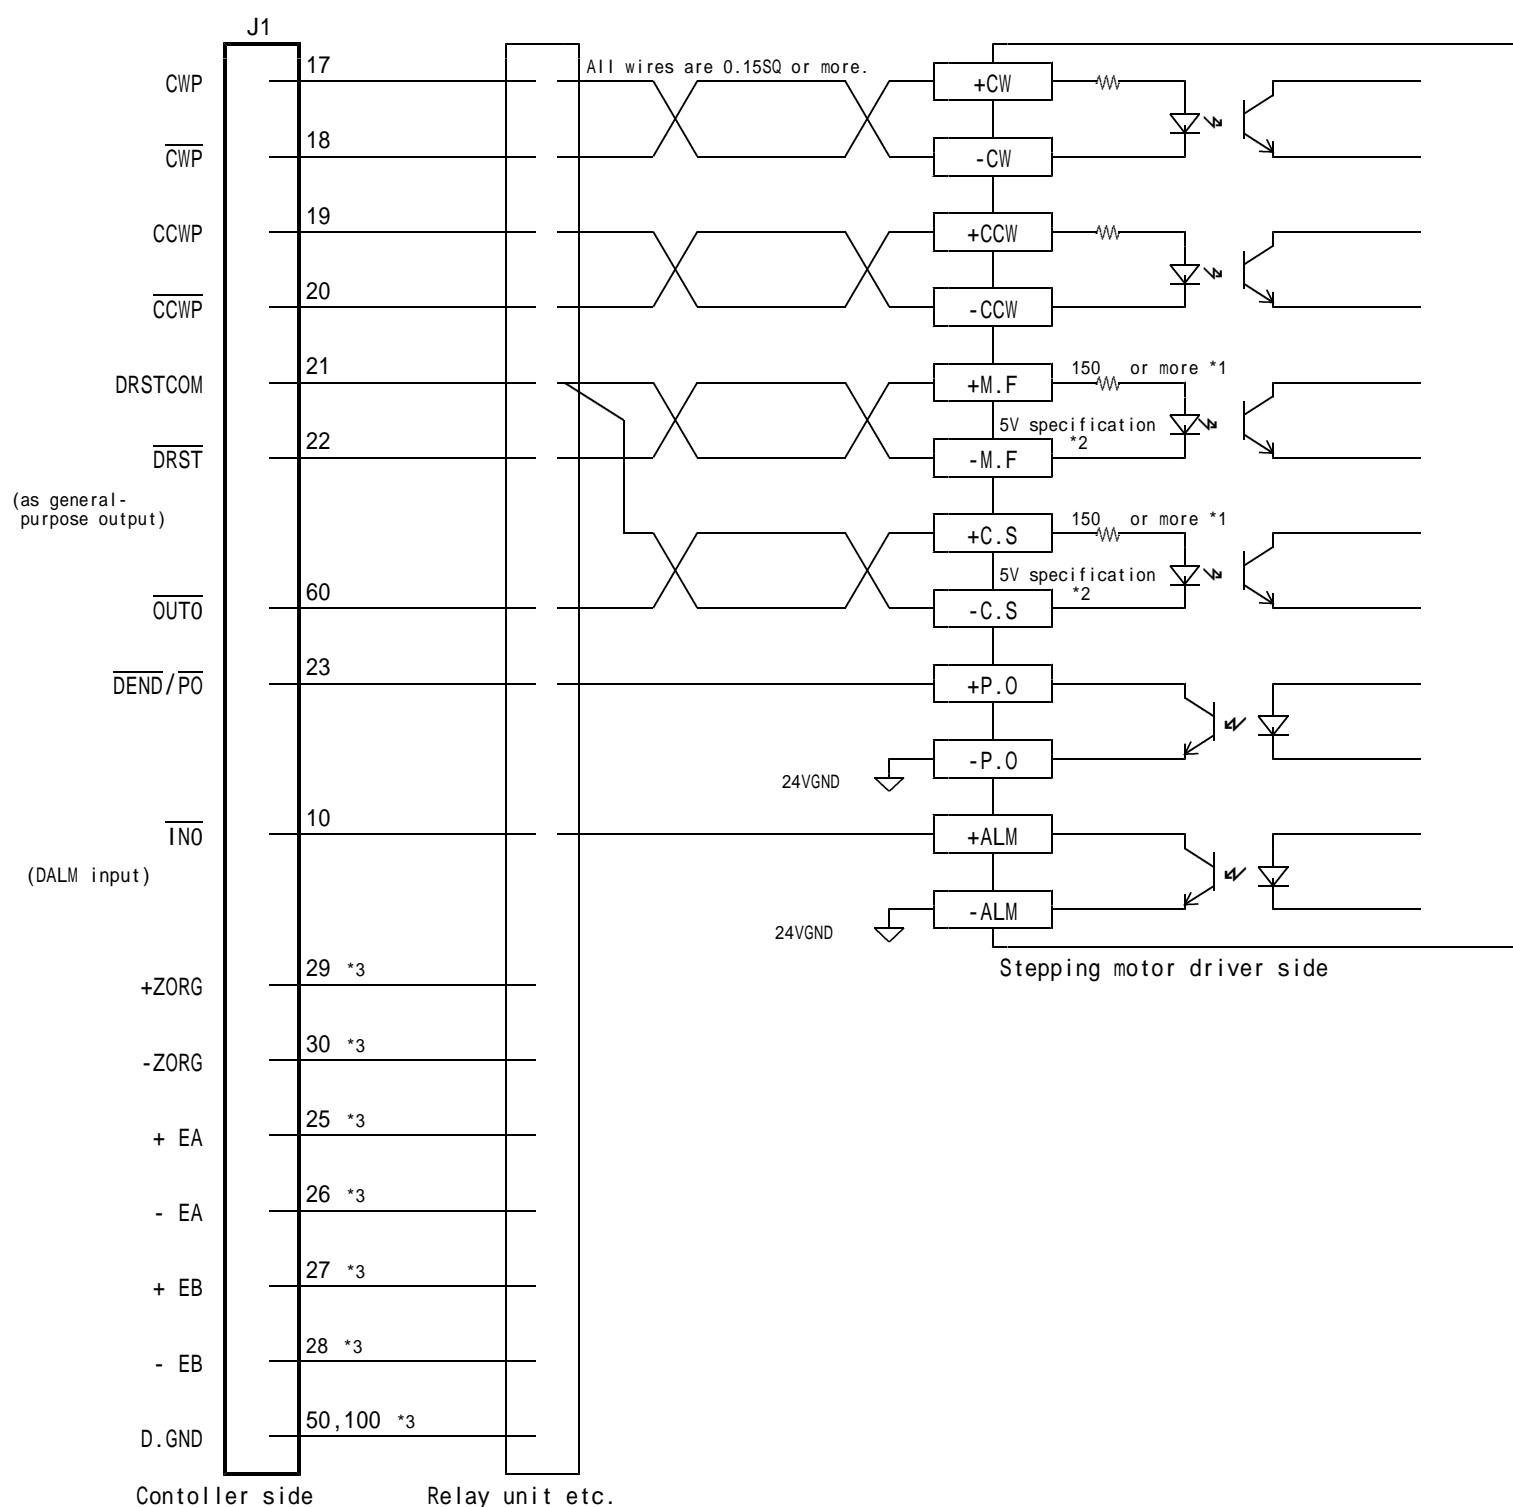 J1
CWP 17 All wires are 0.15SQ or more. +CW
CWP 18 -CW
CCWP 19 +CCW
CCWP 20 -CCW
DRSTCOM 21 +M.F 150 or more *1
5V specification
*2
DRST 22 -M.F
(as general-
purpose output)
+C.S 150 or more *1
5V specification
*2
OUT0 60 -C.S
DEND/PO 23 +P.O
24VGND -P.O
IN0 10 +ALM
(DALM input)
24VGND -ALM
Stepping motor driver side
+ZORG 29 *3
-ZORG 30 *3
+ EA 25 *3
- EA 26 *3
+ EB 27 *3
- EB 28 *3
D.GND 50,100 *3
Contoller side Relay unit etc.